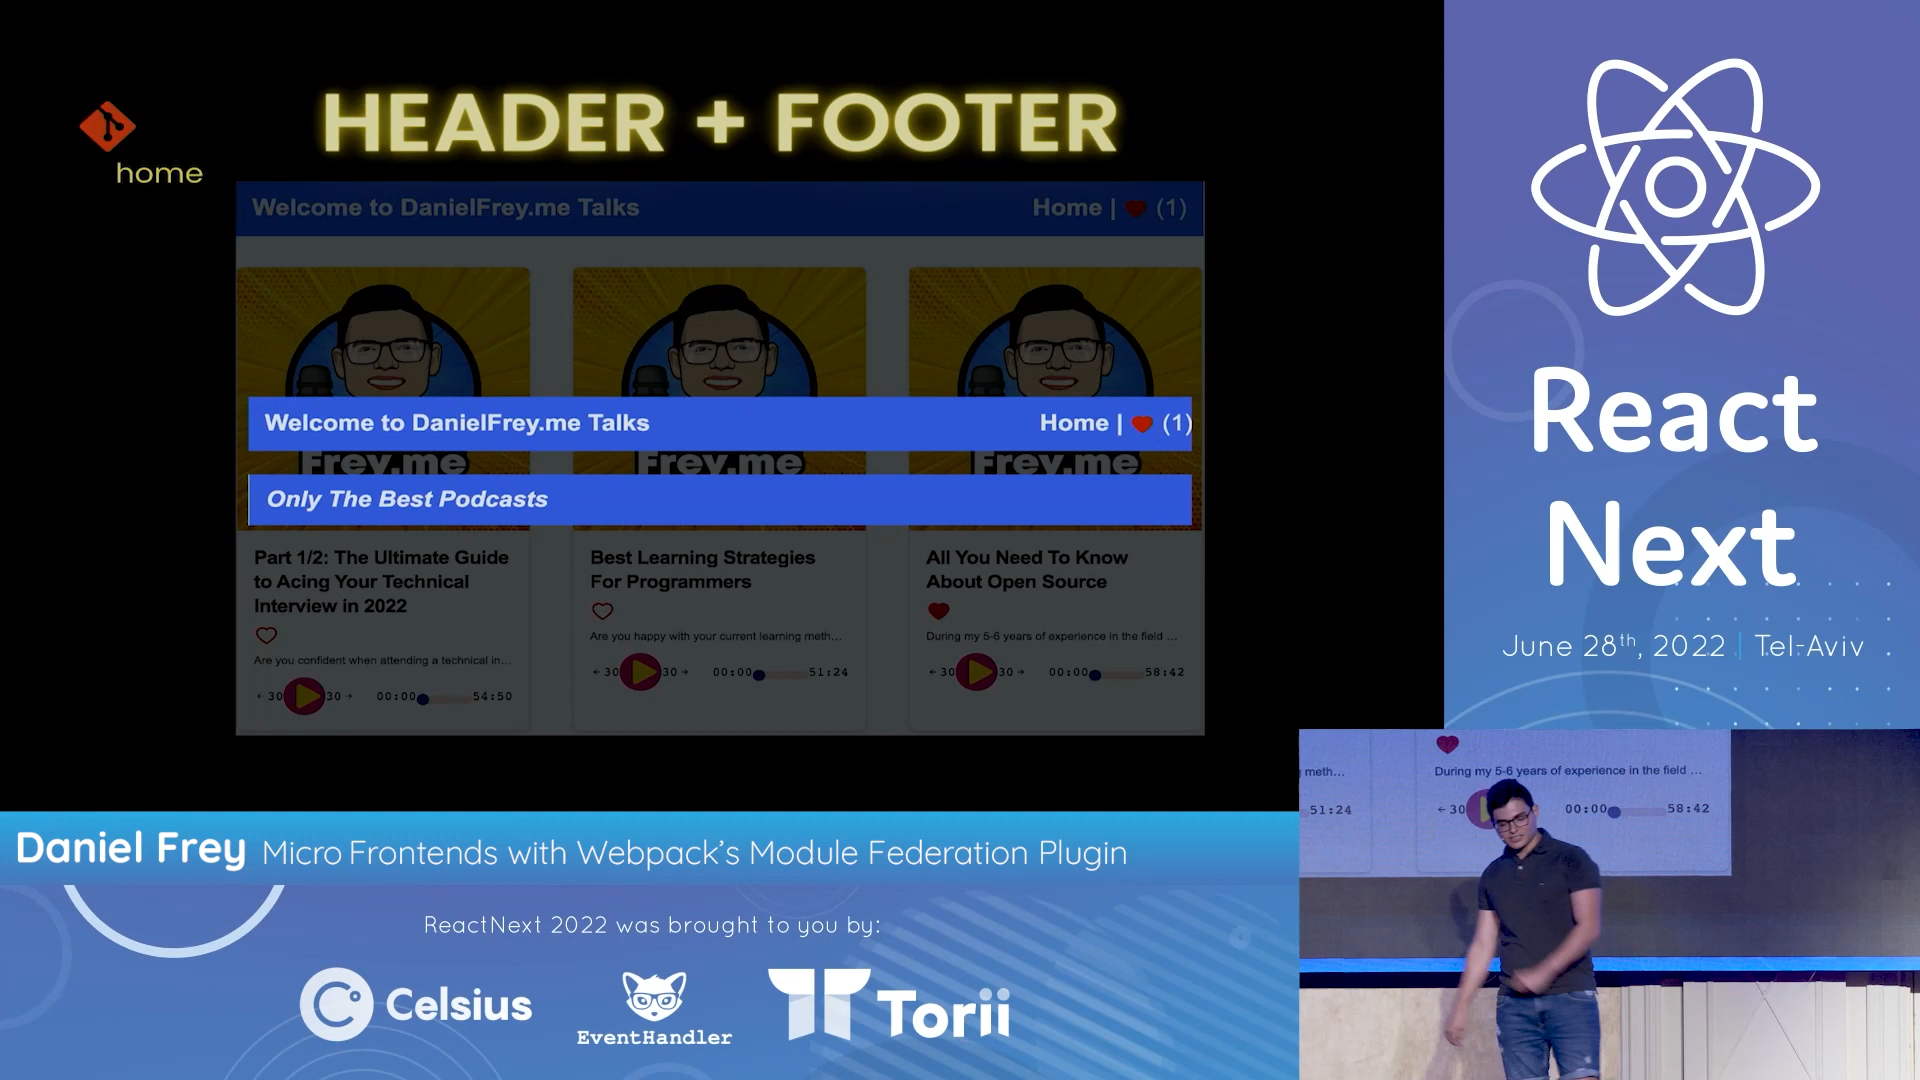 HEADER + FOOTER
home
Welcome to DanielFrey.me Talks
Home | (1)
Welcome to DanielFrey.me Talks
Home | (1)
Frey.me
Frey.me
Frey.me
Only The Best Podcasts
Part 1/2: The Ultimate Guide
to Acing Your Technical
Interview in 2022
Are you confident when attending a technical in...
← 30 30 → 00:00 54:50
Best Learning Strategies
For Programmers
Are you happy with your current learning meth...
← 30 30 → 00:00 51:24
All You Need To Know
About Open Source
During my 5-6 years of experience in the field ...
← 30 30 → 00:00 58:42
React
Next
June 28th, 2022 | Tel-Aviv
meth...
51:24
During my 5-6 years of experience in the field ...
← 30 00:00 58:42
Daniel Frey Micro Frontends with Webpack's Module Federation Plugin
ReactNext 2022 was brought to you by:
Celsius
EventHandler
Torii